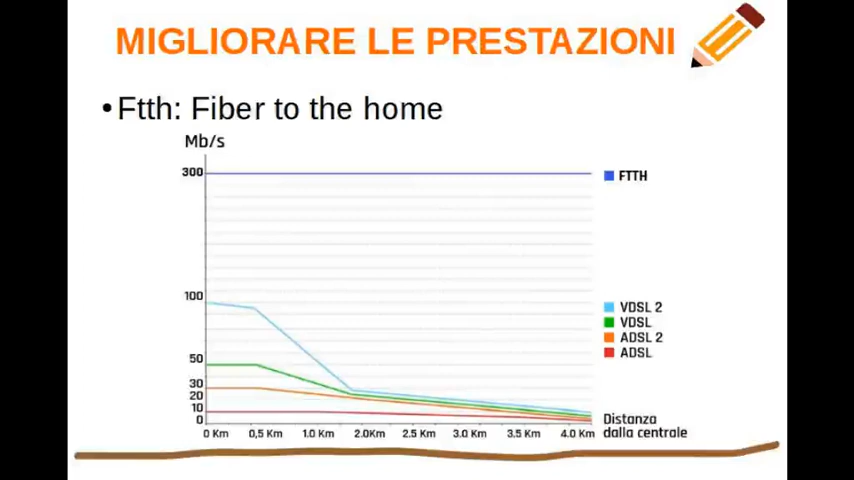 MIGLIORARE LE PRESTAZIONI
•Ftth: Fiber to the home
Mb/s
300
FTTH
100
VDSL 2
VDSL
ADSL 2
ADSL
50
30
20
10
0
Distanza
dalla centrale
0 Km 0,5 Km 1.0 Km 2.0Km 2.5 Km 3.0 Km 3.5 Km 4.0 Km